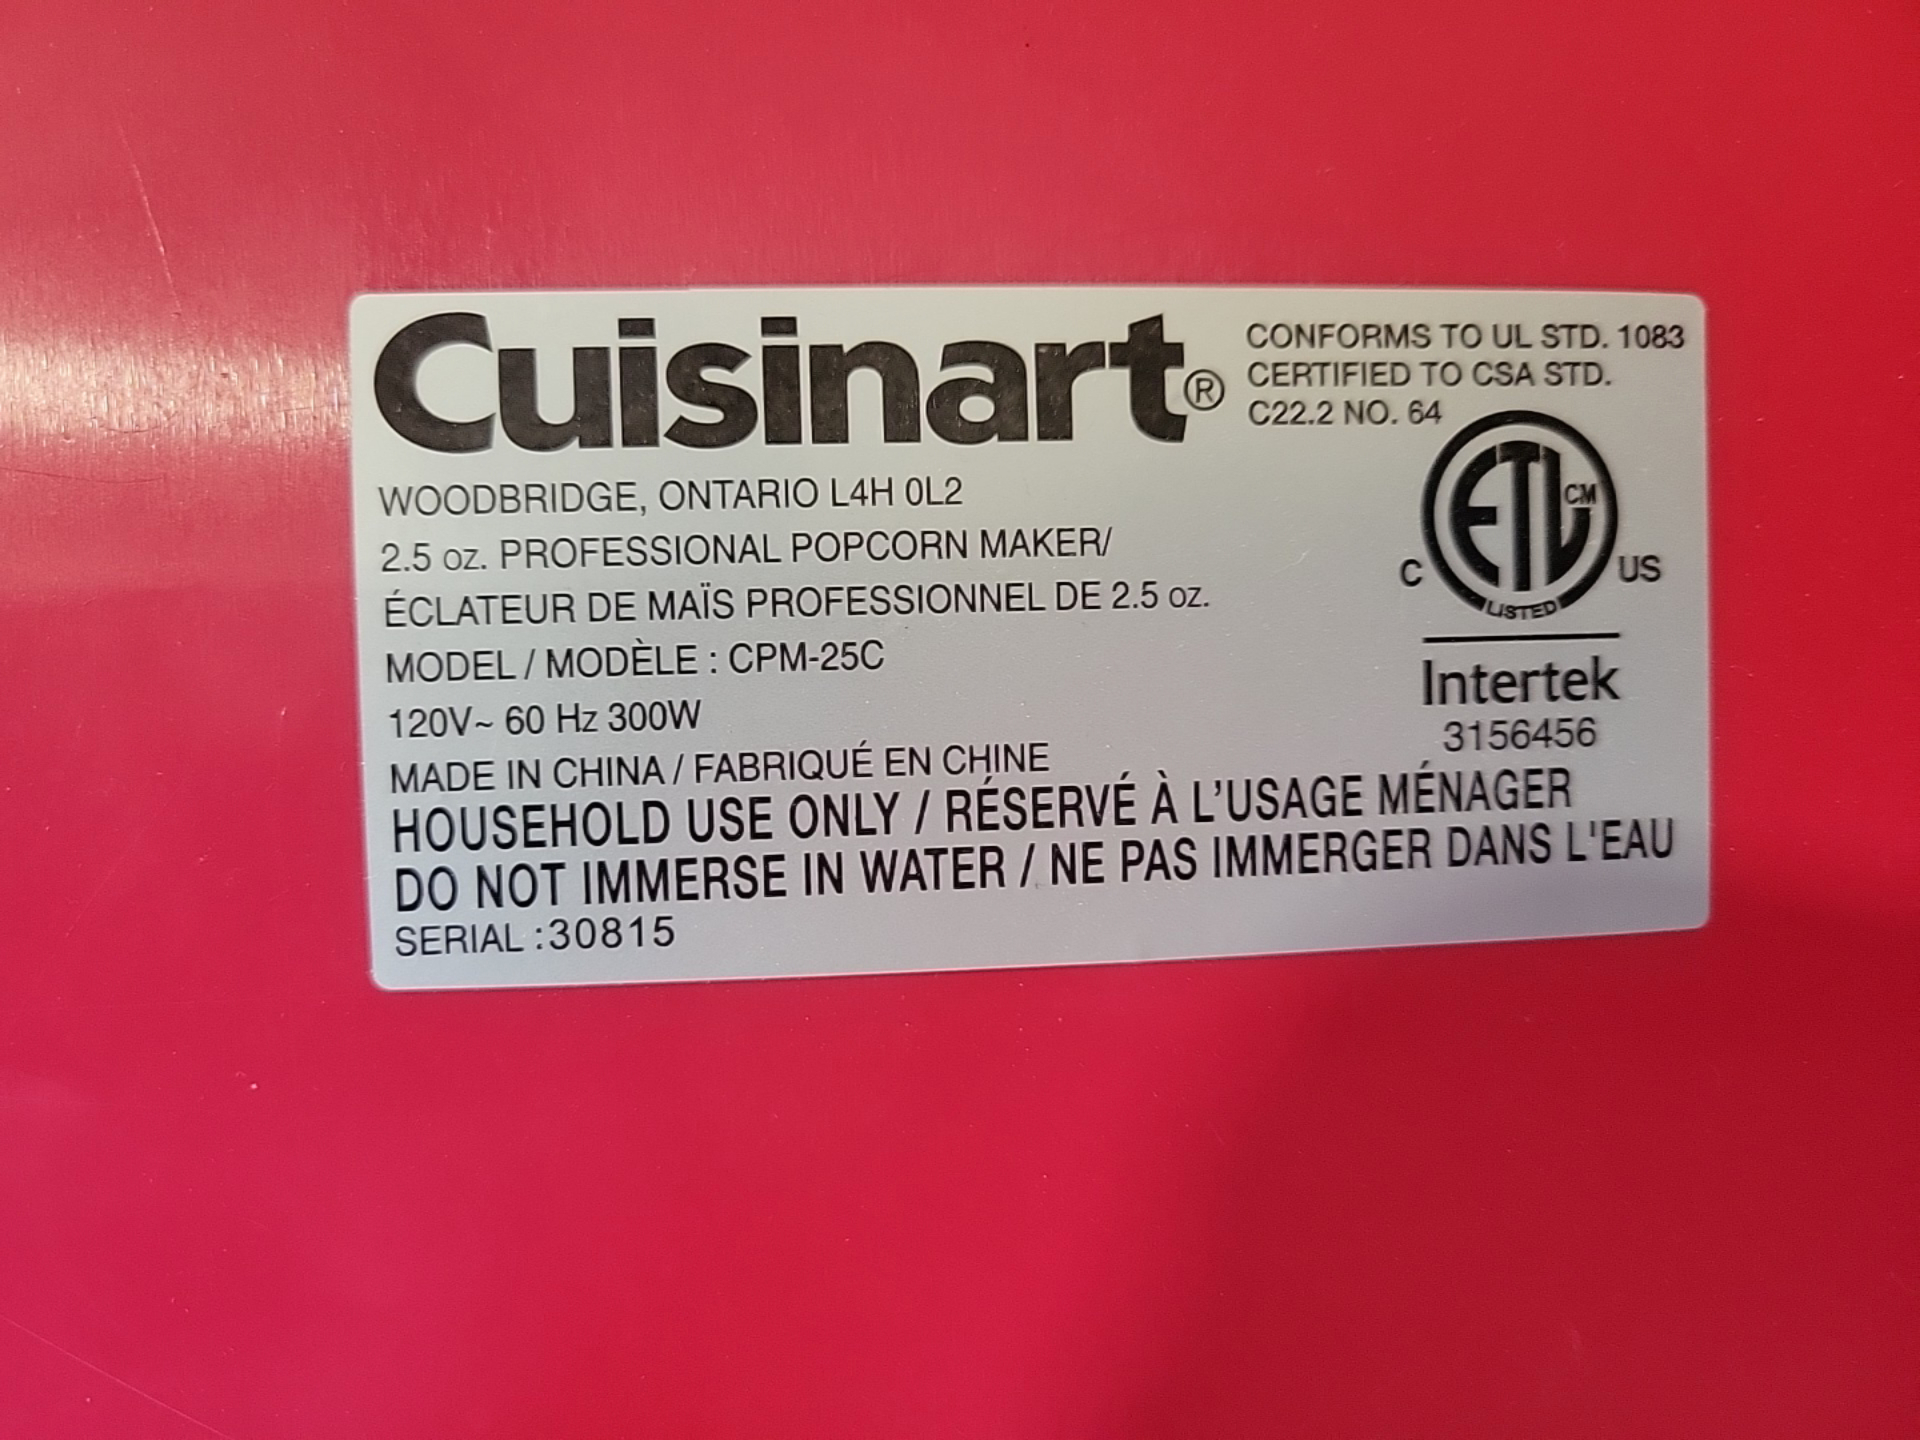 Cuisinart®
CONFORMS TO UL STD. 1083
CERTIFIED TO CSA STD.
C22.2 NO. 64
WOODBRIDGE, ONTARIO L4H 0L2
2.5 oz. PROFESSIONAL POPCORN MAKER/
ÉCLATEUR DE MAÏS PROFESSIONNEL DE 2.5 oz.
MODEL / MODÈLE : CPM-25C
120V~ 60 Hz 300W
MADE IN CHINA / FABRIQUÉ EN CHINE
HOUSEHOLD USE ONLY / RÉSERVÉ À L'USAGE MÉNAGER
DO NOT IMMERSE IN WATER / NE PAS IMMERGER DANS L'EAU
SERIAL :30815
ETL CM
C US
LISTED
Intertek
3156456